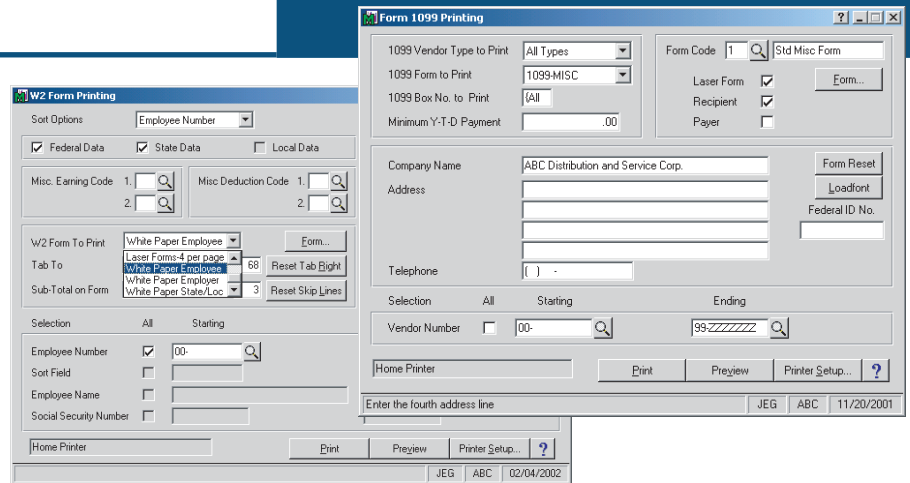 Form 1099 Printing
1099 Vendor Type to Print All Types
Form Code 1 Std Misc Form
1099 Form to Print 1099-MISC
Laser Form Form...
1099 Box No. to Print {All
Recipient
Minimum Y-T-D Payment .00
Payer
Company Name ABC Distribution and Service Corp.
Form Reset
Address
Loadfont
Federal ID No.
Telephone ( ) -
Selection All Starting Ending
Vendor Number 00- 99-ZZZZZZZ
Home Printer Print Preview Printer Setup... ?
Enter the fourth address line JEG ABC 11/20/2001
W2 Form Printing
Sort Options Employee Number
Federal Data State Data Local Data
Misc. Earning Code 1. Misc Deduction Code 1.
2. 2.
W2 Form To Print White Paper Employee Form...
Laser Forms-4 per page
Tab To White Paper Employee 68 Reset Tab Right
White Paper Employer
Sub-Total on Form White Paper State/Loc 3 Reset Skip Lines
Selection All Starting
Employee Number 00-
Sort Field
Employee Name
Social Security Number
Home Printer Print Preview Printer Setup... ?
JEG ABC 02/04/2002